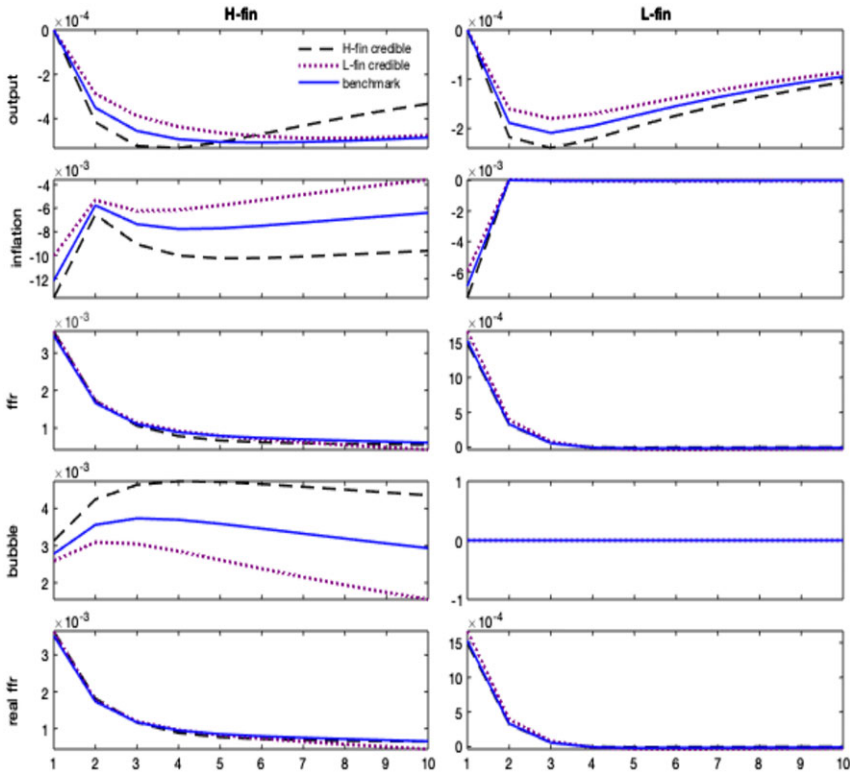 H-fin L-fin
×10⁻⁴ ×10⁻⁴
0 0
-2 -1
-4 -2
output
H-fin credible
L-fin credible
benchmark
×10⁻³ ×10⁻³
-4 0
-6 -2
-8 -4
-10 -6
-12
inflation
×10⁻³ ×10⁻⁴
3 15
2 10
1 5
0
ffr
×10⁻³
4 1
3 0
2 -1
bubble
×10⁻³ ×10⁻⁴
3 15
2 10
1 5
0
real ffr
1 2 3 4 5 6 7 8 9 10 1 2 3 4 5 6 7 8 9 10